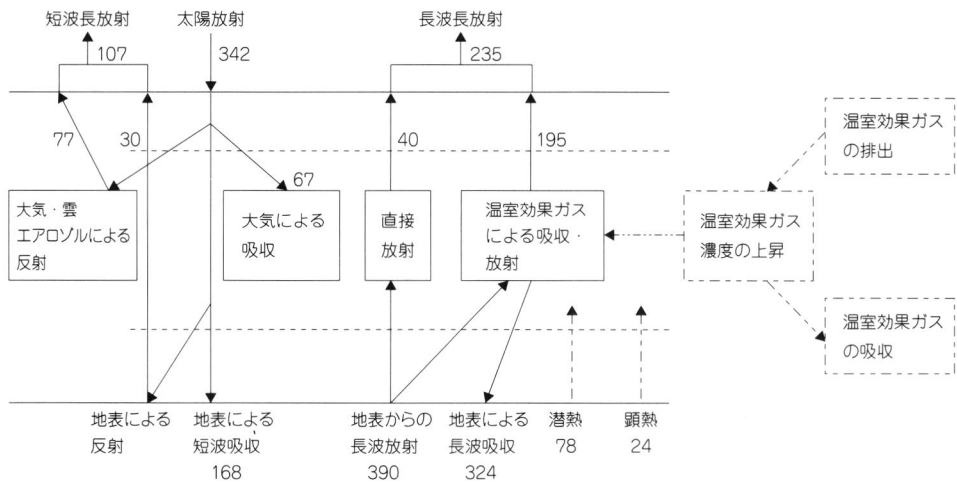 短波長放射
太陽放射
長波長放射
107
342
235
77
30
40
195
67
大気・雲
エアロゾルによる
反射
大気による
吸収
直接
放射
温室効果ガス
による吸収・
放射
温室効果ガス
濃度の上昇
温室効果ガス
の排出
温室効果ガス
の吸収
地表による
反射
地表による
短波吸収
168
地表からの
長波放射
390
地表による
長波吸収
324
潜熱
78
顕熱
24